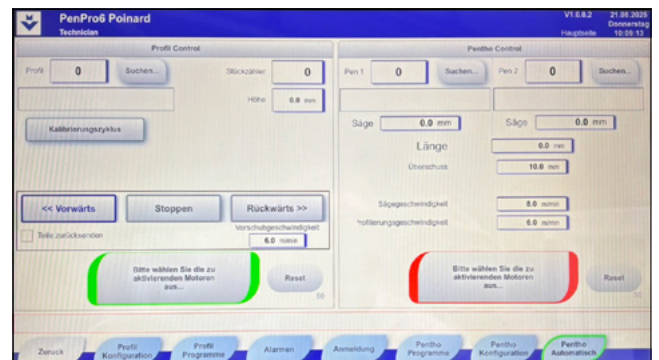 PenPro6 Poinard
Technician
V1.0.0.2
21.08.2025
Donnerstag
Hauptseite 10:09:13
Profil Control
Profil 0 Suchen... Stückzähler 0
Höhe 0.0 mm
Kalibrierungszyklus
<< Vorwärts Stoppen Rückwärts >>
Teile zurücksenden
Vorschubgeschwindigkeit
6.0 m/min
Bitte wählen Sie die zu
aktivierenden Motoren
aus...
Reset
50
Pentho Control
Pen 1 0 Suchen... Pen 2 0 Suchen...
Säge 0.0 mm Säge 0.0 mm
Länge 0.0 mm
Überschuss 10.0 mm
Sägegeschwindigkeit 8.0 m/min
Profilierungsgeschwindigkeit 6.0 m/min
Bitte wählen Sie die zu
aktivierenden Motoren
aus...
Reset
50
Zuruck
Profil
Konfiguration
Profil
Programme
Alarmen
Anmeldung
Pentho
Programme
Pentho
Konfiguration
Pentho
Automatisch